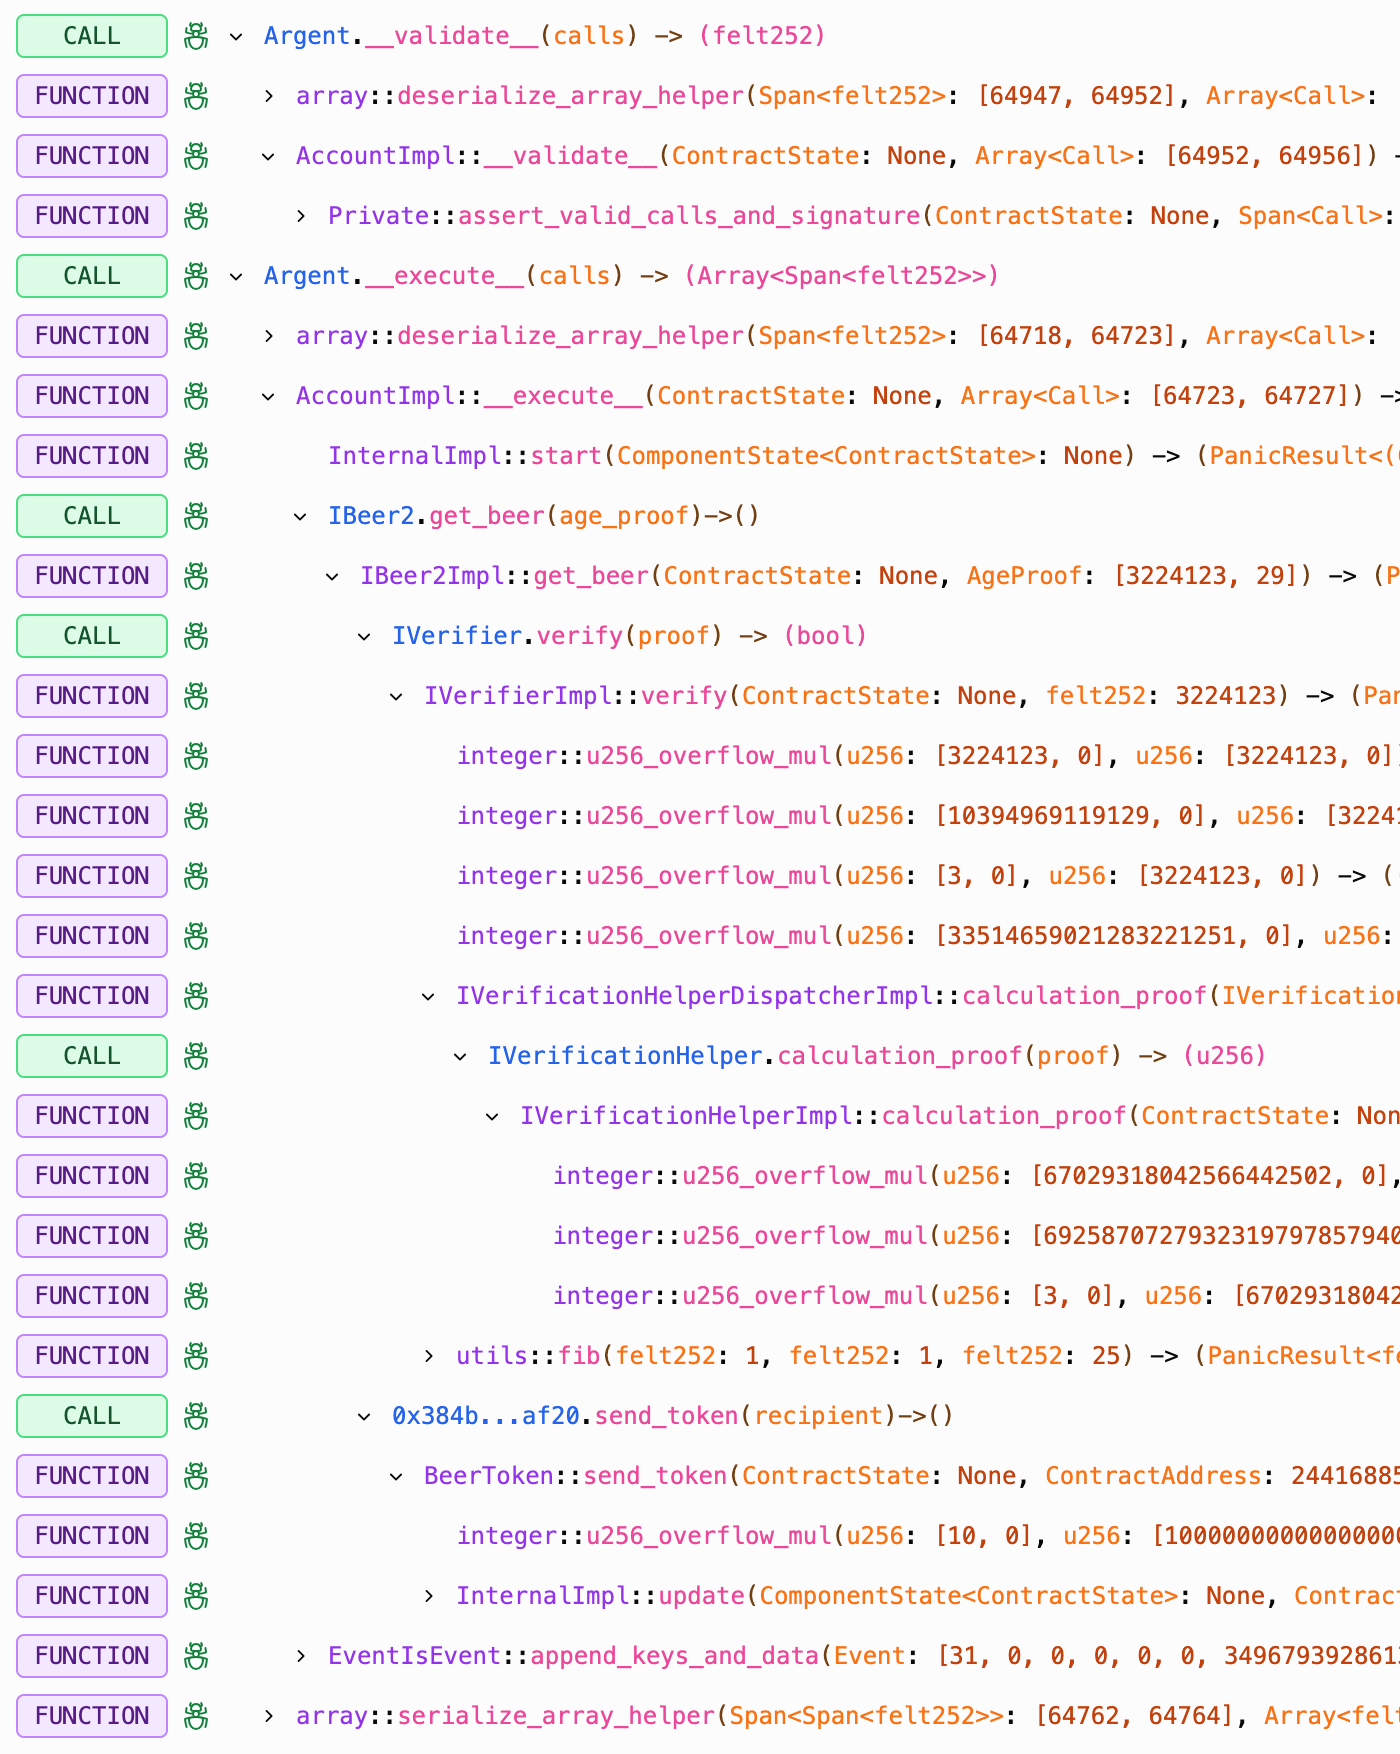 CALL Argent.__validate__(calls) -> (felt252)
FUNCTION array::deserialize_array_helper(Span<felt252>: [64947, 64952], Array<Call>:
FUNCTION AccountImpl::__validate__(ContractState: None, Array<Call>: [64952, 64956]) -
FUNCTION Private::assert_valid_calls_and_signature(ContractState: None, Span<Call>:
CALL Argent.__execute__(calls) -> (Array<Span<felt252>>)
FUNCTION array::deserialize_array_helper(Span<felt252>: [64718, 64723], Array<Call>:
FUNCTION AccountImpl::__execute__(ContractState: None, Array<Call>: [64723, 64727]) ->
FUNCTION InternalImpl::start(ComponentState<ContractState>: None) -> (PanicResult<(
CALL IBeer2.get_beer(age_proof)->()
FUNCTION IBeer2Impl::get_beer(ContractState: None, AgeProof: [3224123, 29]) -> (P
CALL IVerifier.verify(proof) -> (bool)
FUNCTION IVerifierImpl::verify(ContractState: None, felt252: 3224123) -> (Pan
FUNCTION integer::u256_overflow_mul(u256: [3224123, 0], u256: [3224123, 0])
FUNCTION integer::u256_overflow_mul(u256: [10394969119129, 0], u256: [32241
FUNCTION integer::u256_overflow_mul(u256: [3, 0], u256: [3224123, 0]) -> (
FUNCTION integer::u256_overflow_mul(u256: [33514659021283221251, 0], u256:
FUNCTION IVerificationHelperDispatcherImpl::calculation_proof(IVerification
CALL IVerificationHelper.calculation_proof(proof) -> (u256)
FUNCTION IVerificationHelperImpl::calculation_proof(ContractState: Non
FUNCTION integer::u256_overflow_mul(u256: [67029318042566442502, 0],
FUNCTION integer::u256_overflow_mul(u256: [6925870727932319797857940
FUNCTION integer::u256_overflow_mul(u256: [3, 0], u256: [67029318042
FUNCTION utils::fib(felt252: 1, felt252: 1, felt252: 25) -> (PanicResult<fe
CALL 0x384b...af20.send_token(recipient)->()
FUNCTION BeerToken::send_token(ContractState: None, ContractAddress: 24416885
FUNCTION integer::u256_overflow_mul(u256: [10, 0], u256: [10000000000000000
FUNCTION InternalImpl::update(ComponentState<ContractState>: None, Contrac
FUNCTION EventIsEvent::append_keys_and_data(Event: [31, 0, 0, 0, 0, 0, 349679392861
FUNCTION array::serialize_array_helper(Span<Span<felt252>>: [64762, 64764], Array<felt